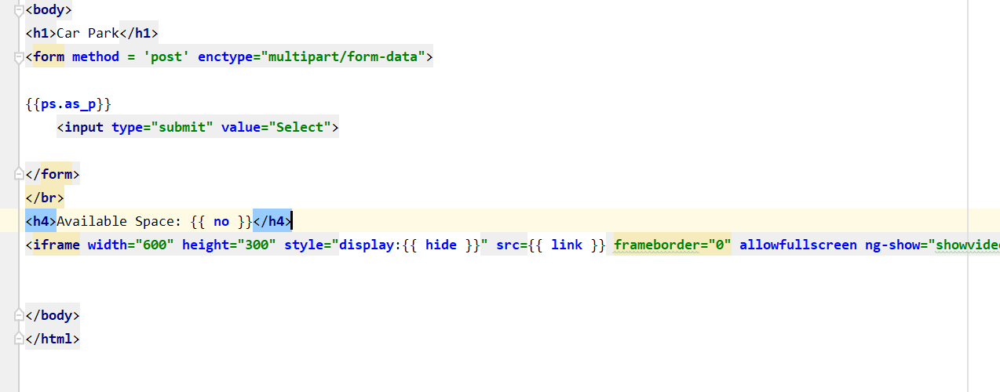 <body>
<h1>Car Park</h1>
<form method = 'post' enctype="multipart/form-data">
{{ps.as_p}}
<input type="submit" value="Select">
</form>
</br>
<h4>Available Space: {{ no }}</h4>
<iframe width="600" height="300" style="display:{{ hide }}" src={{ link }} frameborder="0" allowfullscreen ng-show="showvide
</body>
</html>